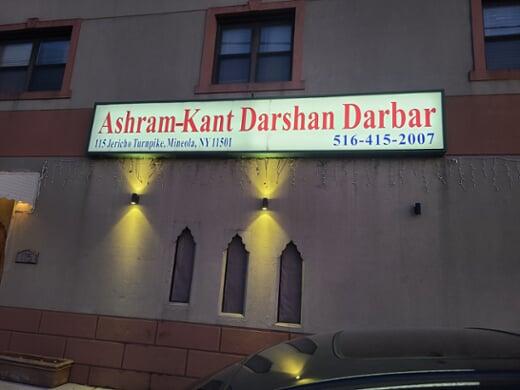 Ashram-Kant Darshan Darbar
115 Jericho Turnpike, Mineola, NY 11501
516-415-2007